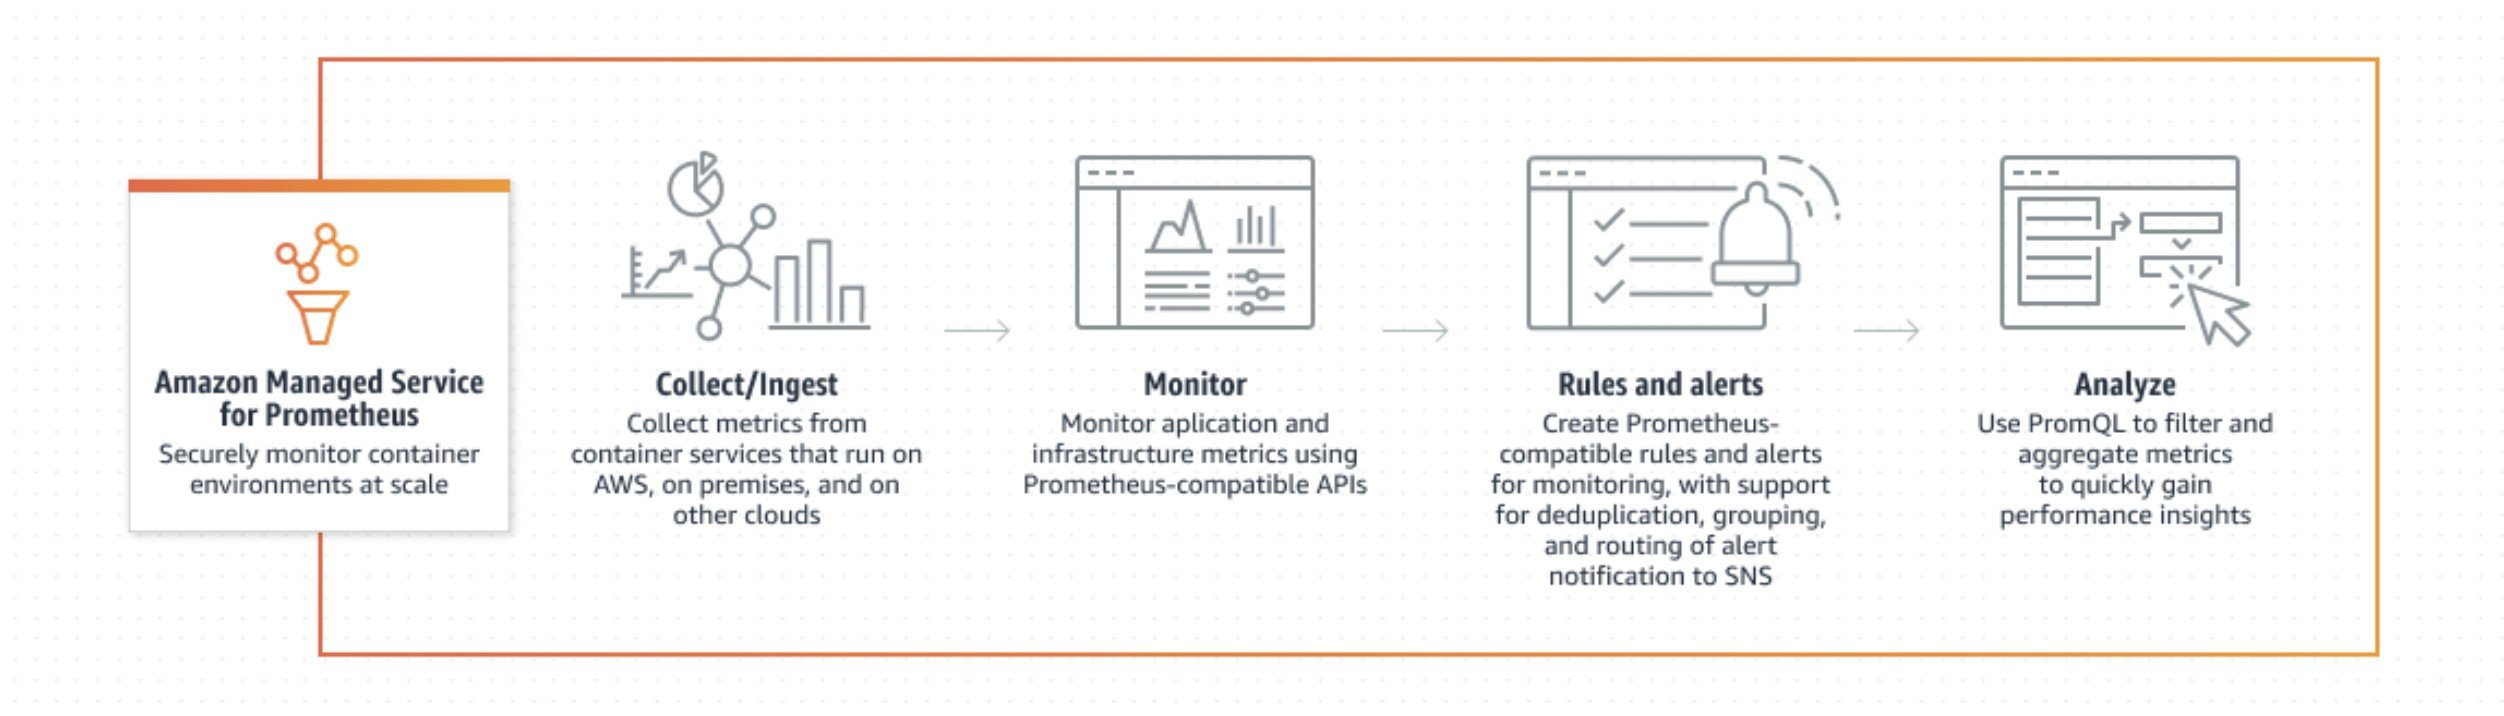 Amazon Managed Service
for Prometheus
Securely monitor container
environments at scale
Collect/Ingest
Collect metrics from
container services that run on
AWS, on premises, and on
other clouds
Monitor
Monitor aplication and
infrastructure metrics using
Prometheus-compatible APIs
Rules and alerts
Create Prometheus-
compatible rules and alerts
for monitoring, with support
for deduplication, grouping,
and routing of alert
notification to SNS
Analyze
Use PromQL to filter and
aggregate metrics
to quickly gain
performance insights